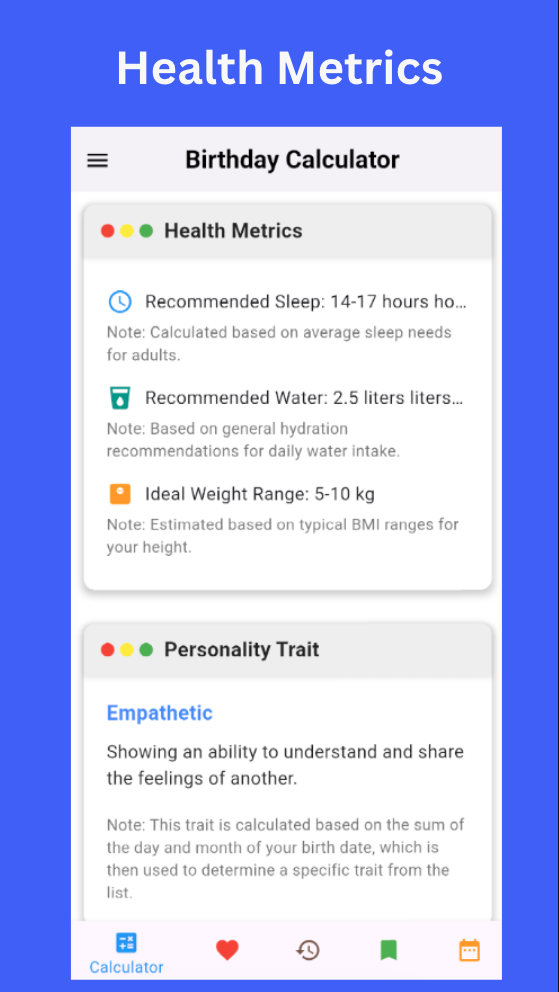 Health Metrics
Birthday Calculator
Health Metrics
Recommended Sleep: 14-17 hours ho...
Note: Calculated based on average sleep needs
for adults.
Recommended Water: 2.5 liters liters...
Note: Based on general hydration
recommendations for daily water intake.
Ideal Weight Range: 5-10 kg
Note: Estimated based on typical BMI ranges for
your height.
Personality Trait
Empathetic
Showing an ability to understand and share
the feelings of another.
Note: This trait is calculated based on the sum of
the day and month of your birth date, which is
then used to determine a specific trait from the
list.
Calculator